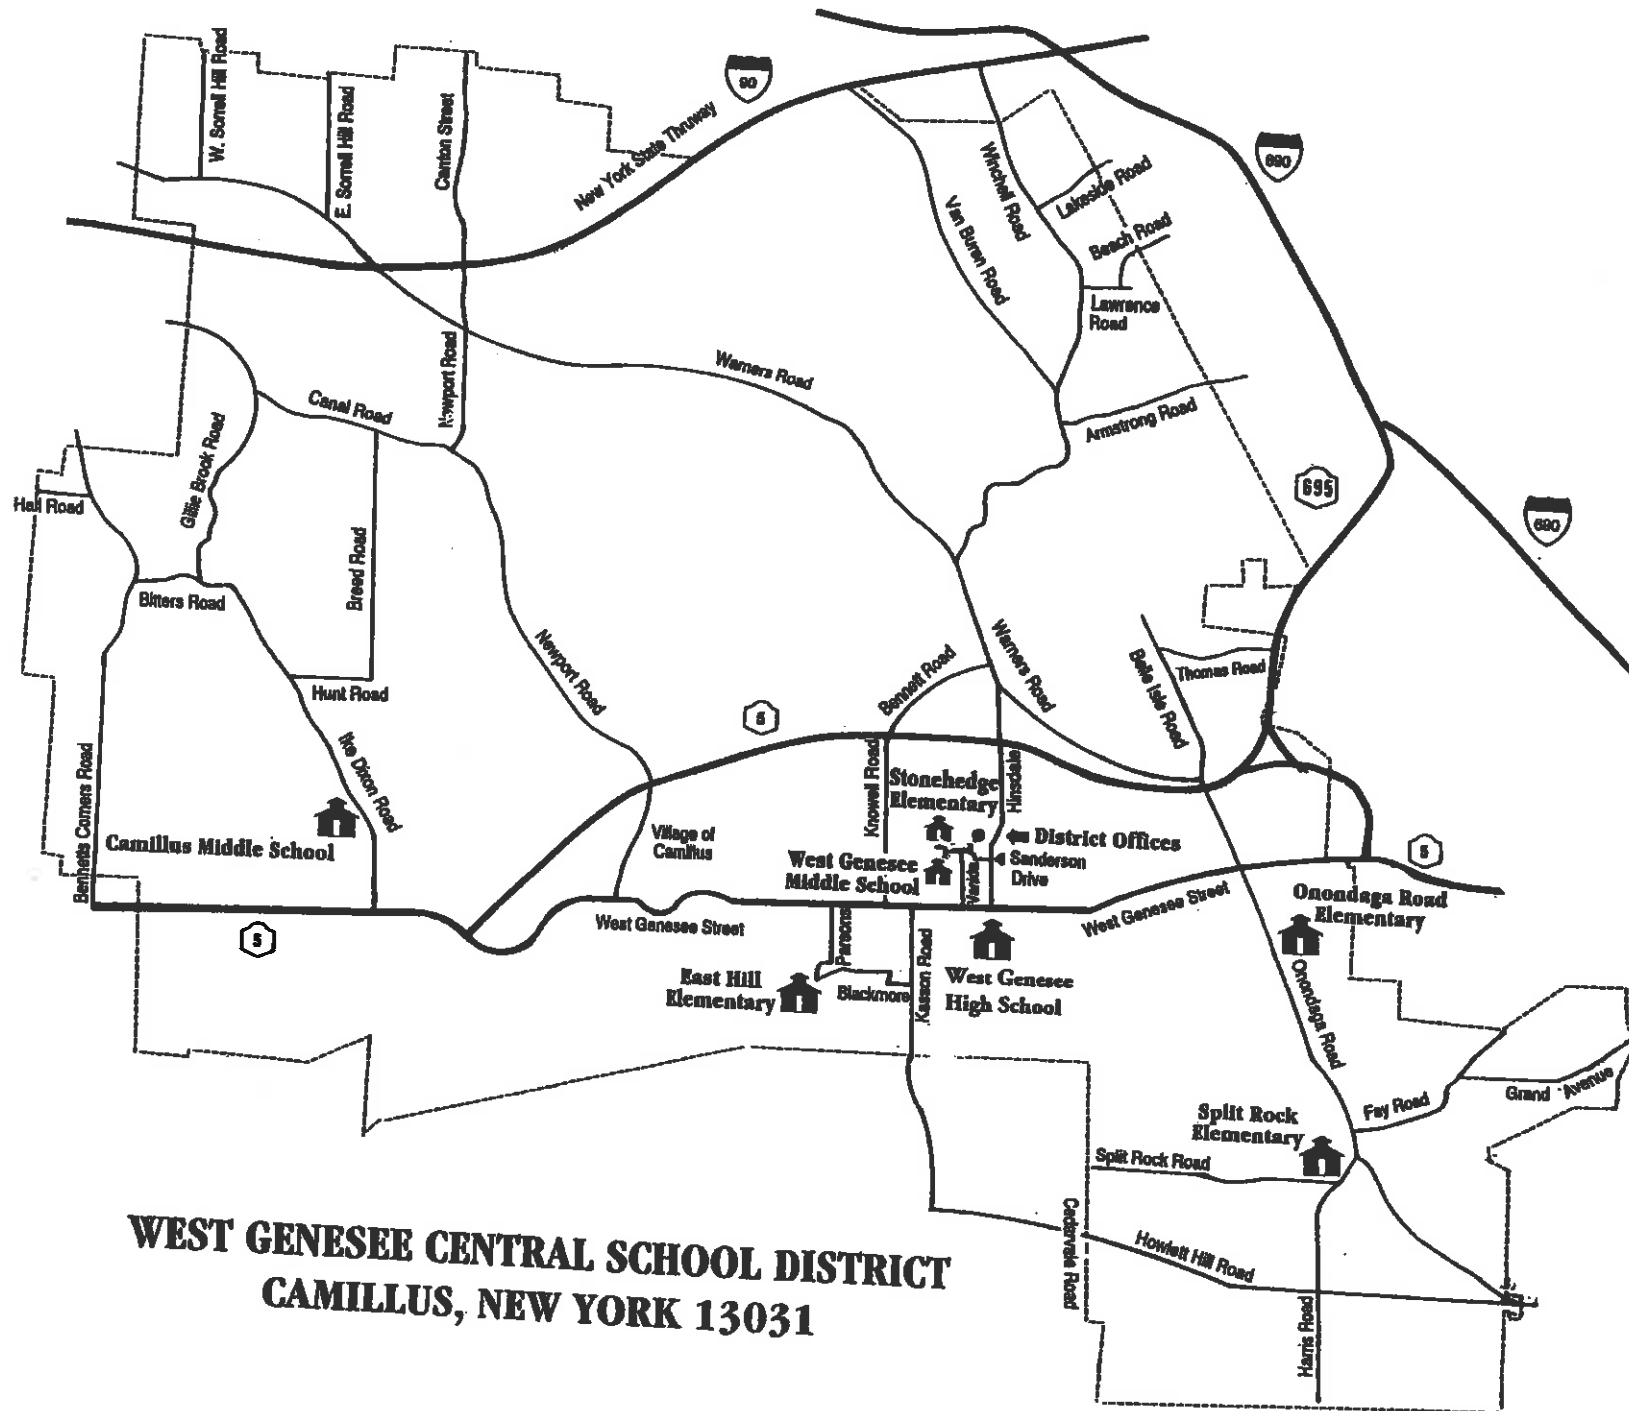 W. Sorrell Hill Road
E. Sorrell Hill Road
Canton Street
90
New York State Thruway
690
Winchell Road
Lakeside Road
Van Buren Road
Beach Road
Lawrence
Road
Newport Road
Warners Road
Canal Road
Armstrong Road
Gillie Brook Road
Hall Road
695
690
Breed Road
Bitters Road
Newport Road
Bennett Road
Warners Road
Belle Isle Road
Thomas Road
Hunt Road
5
Ike Dixon Road
Bennetts Corners Road
Knowell Road
Stonehedge
Elementary
Hinsdale
Camillus Middle School
Village of
Camillus
District Offices
West Genesee
Middle School
Sanderson
Drive
5
Onondaga Road
Elementary
West Genesee Street
West Genesee Street
5
Parsons
Kasson Road
East Hill
Elementary
Blackmore
West Genesee
High School
Onondaga Road
Grand Avenue
Fay Road
Split Rock
Elementary
Split Rock Road
Cedarvale Road
Howlett Hill Road
Harris Road
WEST GENESEE CENTRAL SCHOOL DISTRICT
CAMILLUS, NEW YORK 13031